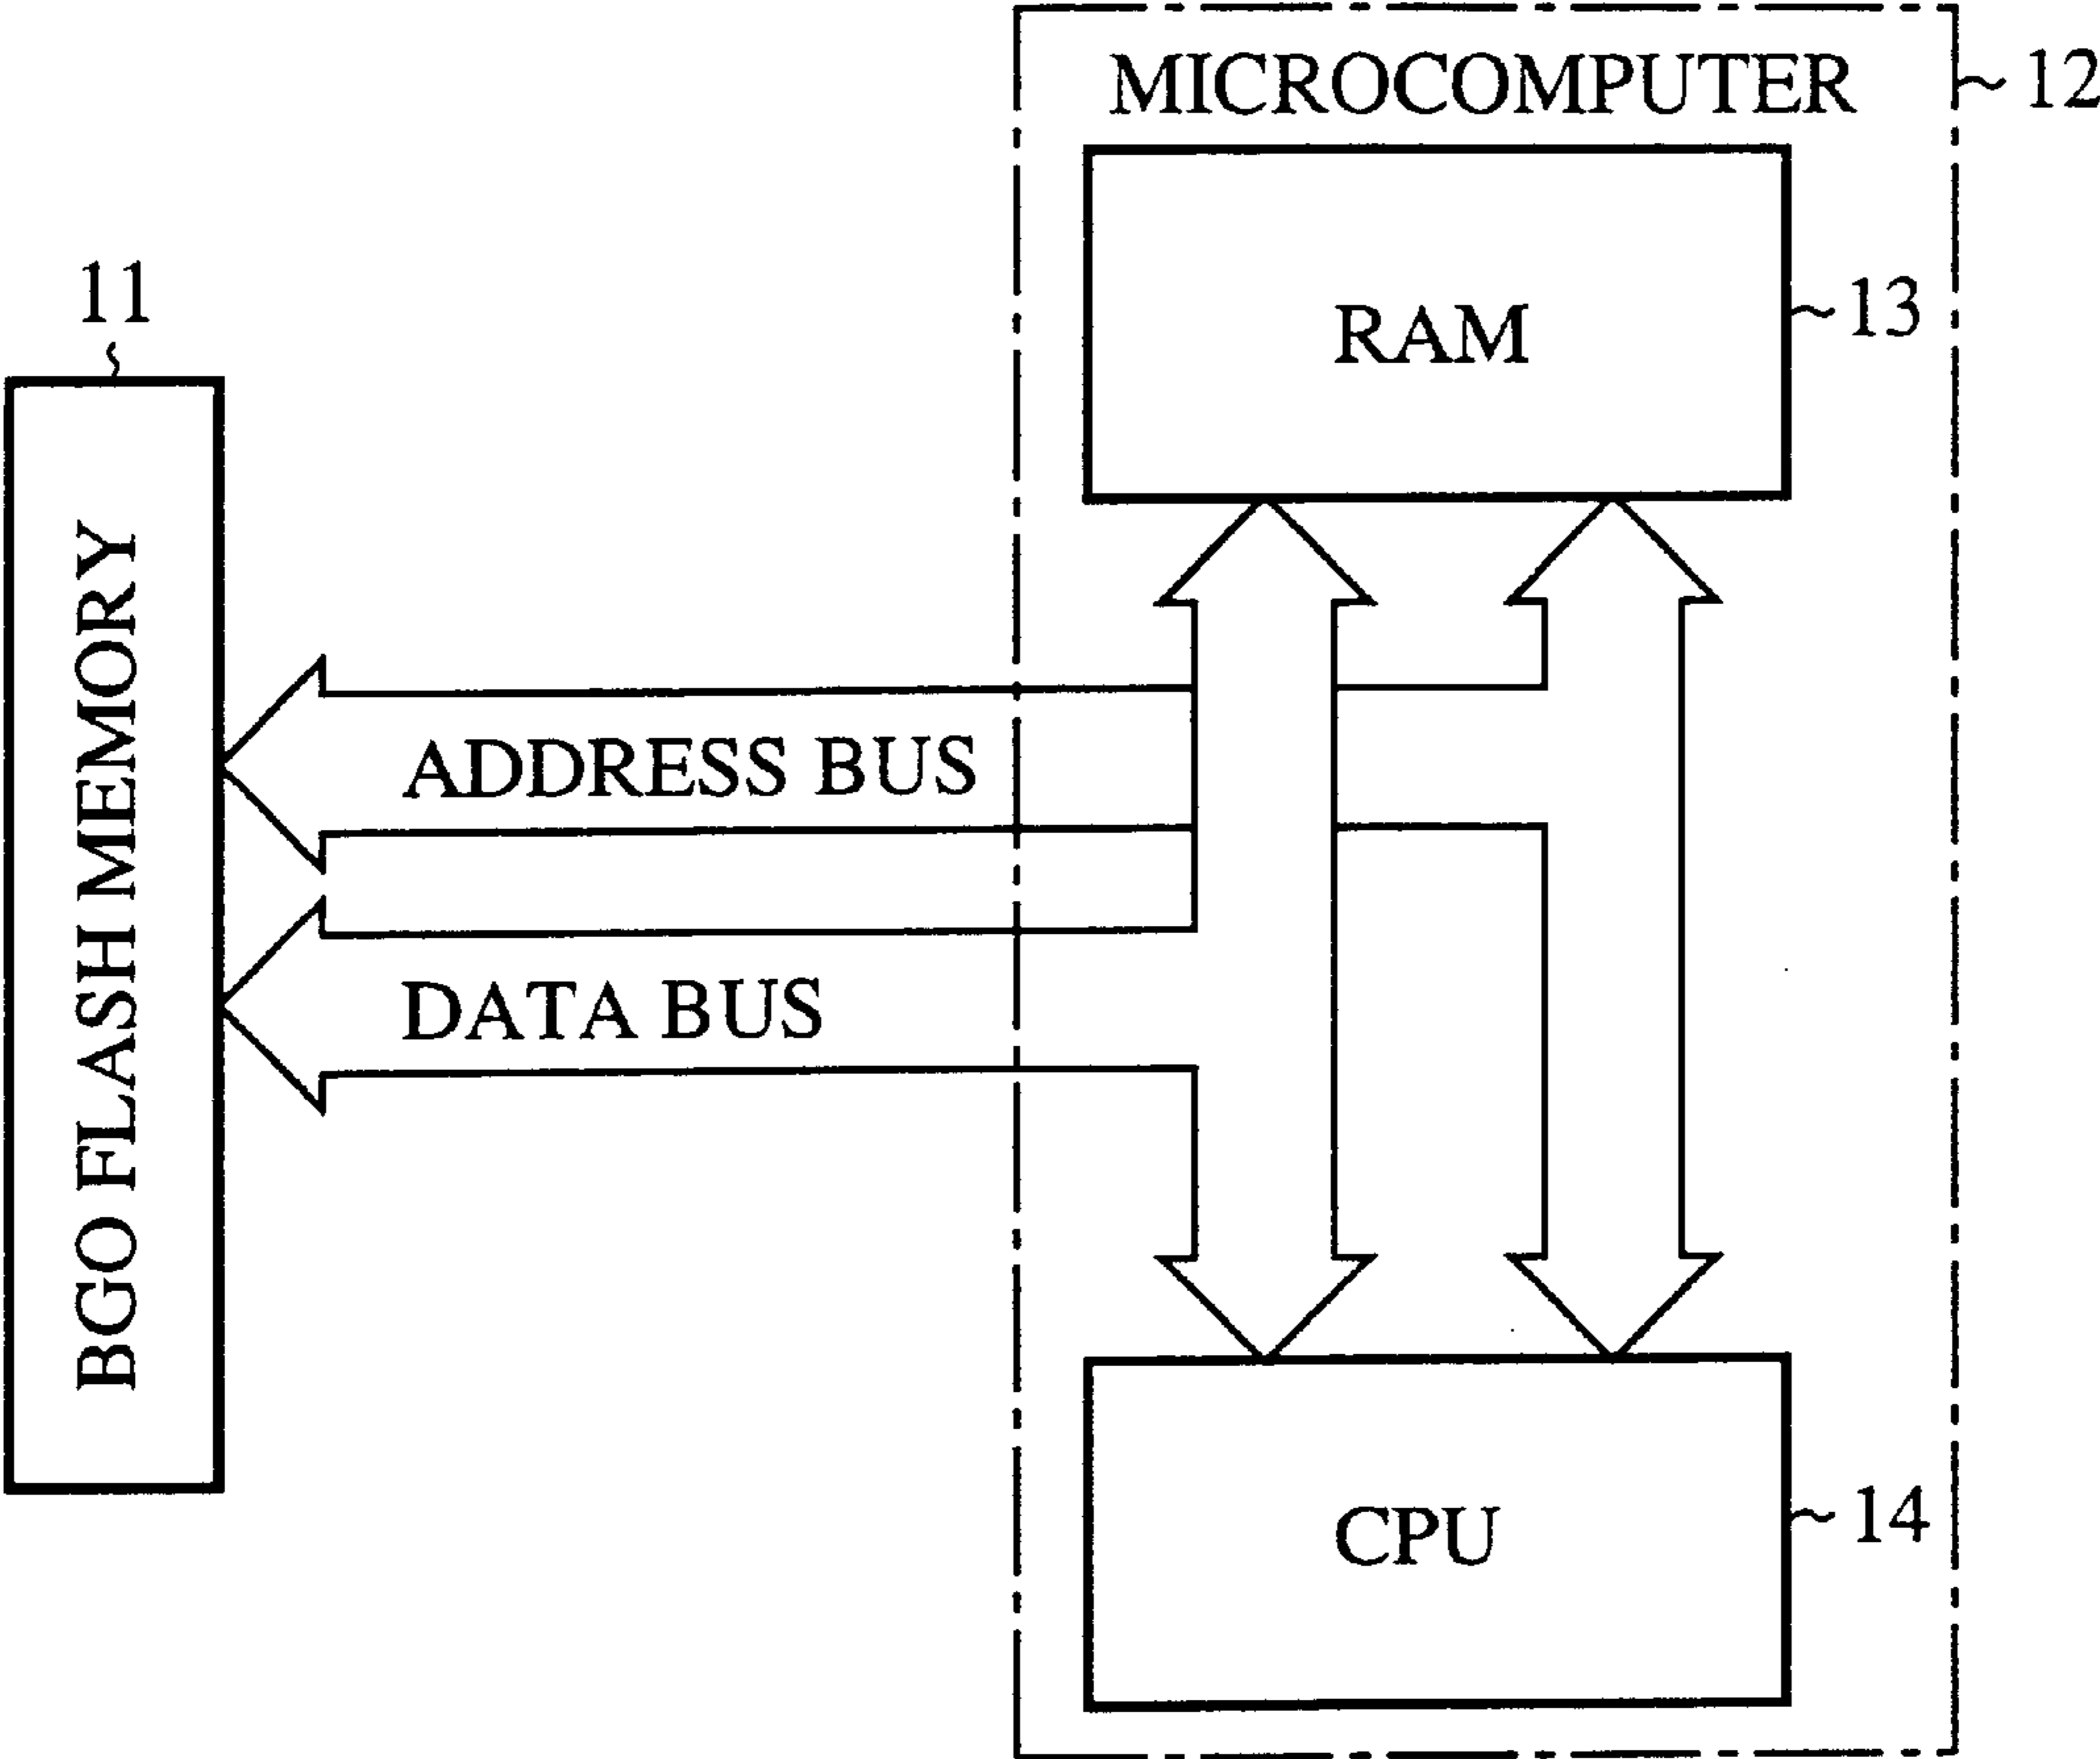 MICROCOMPUTER
12
RAM
13
11
BGO FLASH MEMORY
ADDRESS BUS
DATA BUS
CPU
14